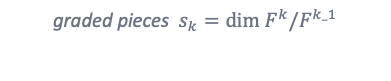 graded pieces s_k = dim F^k/F^k-1